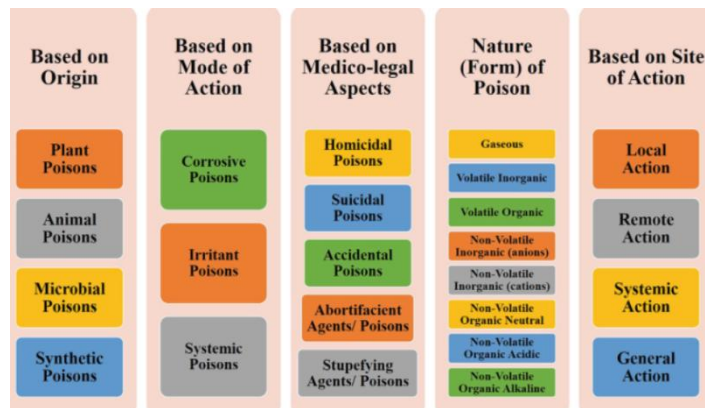 Based on
Origin
Plant
Poisons
Animal
Poisons
Microbial
Poisons
Synthetic
Poisons
Based on
Mode of
Action
Corrosive
Poisons
Irritant
Poisons
Systemic
Poisons
Based on
Medico-legal
Aspects
Homicidal
Poisons
Suicidal
Poisons
Accidental
Poisons
Abortifacient
Agents/ Poisons
Stupefying
Agents/ Poisons
Nature
(Form) of
Poison
Gaseous
Volatile Inorganic
Volatile Organic
Non-Volatile
Inorganic (anions)
Non-Volatile
Inorganic (cations)
Non-Volatile
Organic Neutral
Non-Volatile
Organic Acidic
Non-Volatile
Organic Alkaline
Based on Site
of Action
Local
Action
Remote
Action
Systemic
Action
General
Action